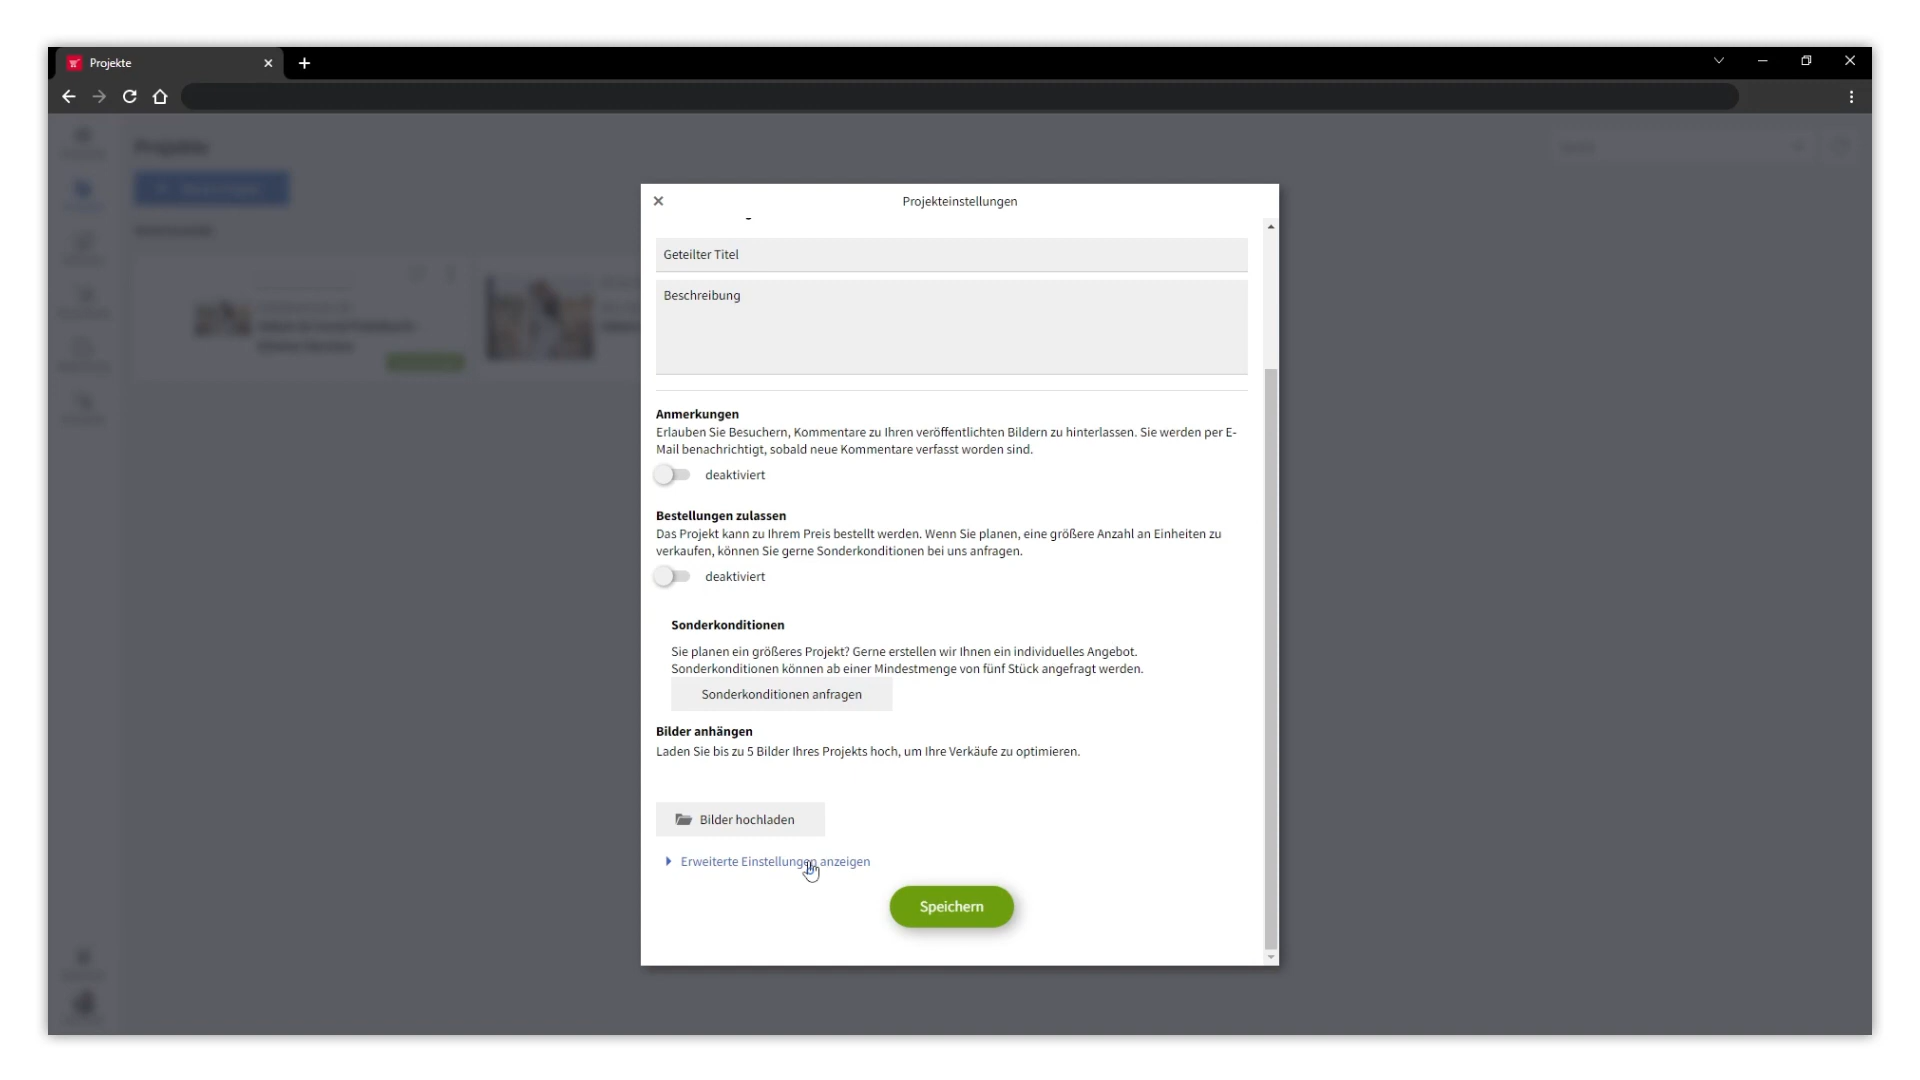 Projekte
Projekteinstellungen
Geteilter Titel
Beschreibung
Anmerkungen
Erlauben Sie Besuchern, Kommentare zu Ihren veröffentlichten Bildern zu hinterlassen. Sie werden per E-
Mail benachrichtigt, sobald neue Kommentare verfasst worden sind.
deaktiviert
Bestellungen zulassen
Das Projekt kann zu Ihrem Preis bestellt werden. Wenn Sie planen, eine größere Anzahl an Einheiten zu
verkaufen, können Sie gerne Sonderkonditionen bei uns anfragen.
deaktiviert
Sonderkonditionen
Sie planen ein größeres Projekt? Gerne erstellen wir Ihnen ein individuelles Angebot.
Sonderkonditionen können ab einer Mindestmenge von fünf Stück angefragt werden.
Sonderkonditionen anfragen
Bilder anhängen
Laden Sie bis zu 5 Bilder Ihres Projekts hoch, um Ihre Verkäufe zu optimieren.
Bilder hochladen
Erweiterte Einstellungen anzeigen
Speichern